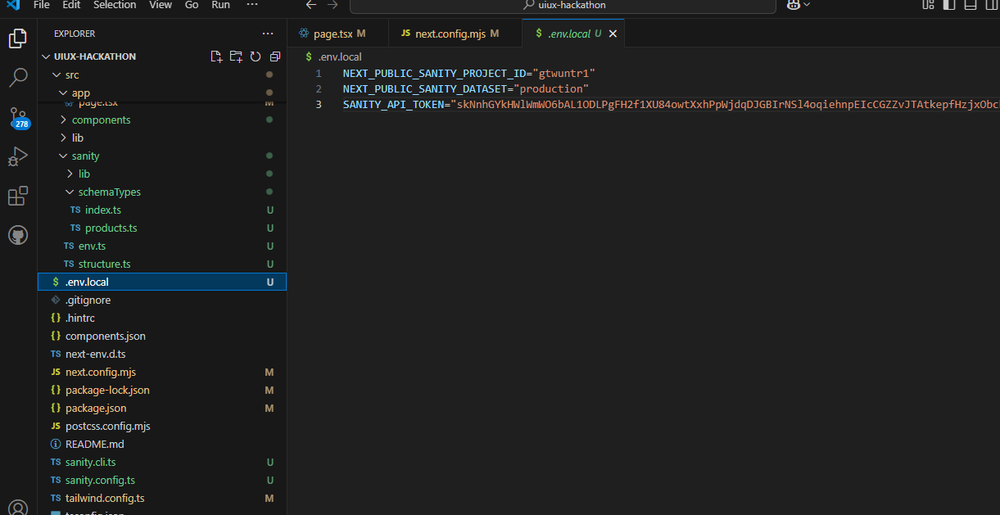 File Edit Selection View Go Run ··· uiux-hackathon
EXPLORER ···
UIUX-HACKATHON
src
app
page.tsx M
components
lib
sanity
lib
schemaTypes
TS index.ts U
TS products.ts U
TS env.ts U
TS structure.ts U
$ .env.local U
.gitignore
{} .hintrc
{} components.json
TS next-env.d.ts
JS next.config.mjs M
{} package-lock.json M
{} package.json M
JS postcss.config.mjs
README.md
TS sanity.cli.ts U
TS sanity.config.ts U
TS tailwind.config.ts M
tsconfig.json
278
page.tsx M JS next.config.mjs M $ .env.local U
$ .env.local
1 NEXT_PUBLIC_SANITY_PROJECT_ID="gtwuntr1"
2 NEXT_PUBLIC_SANITY_DATASET="production"
3 SANITY_API_TOKEN=